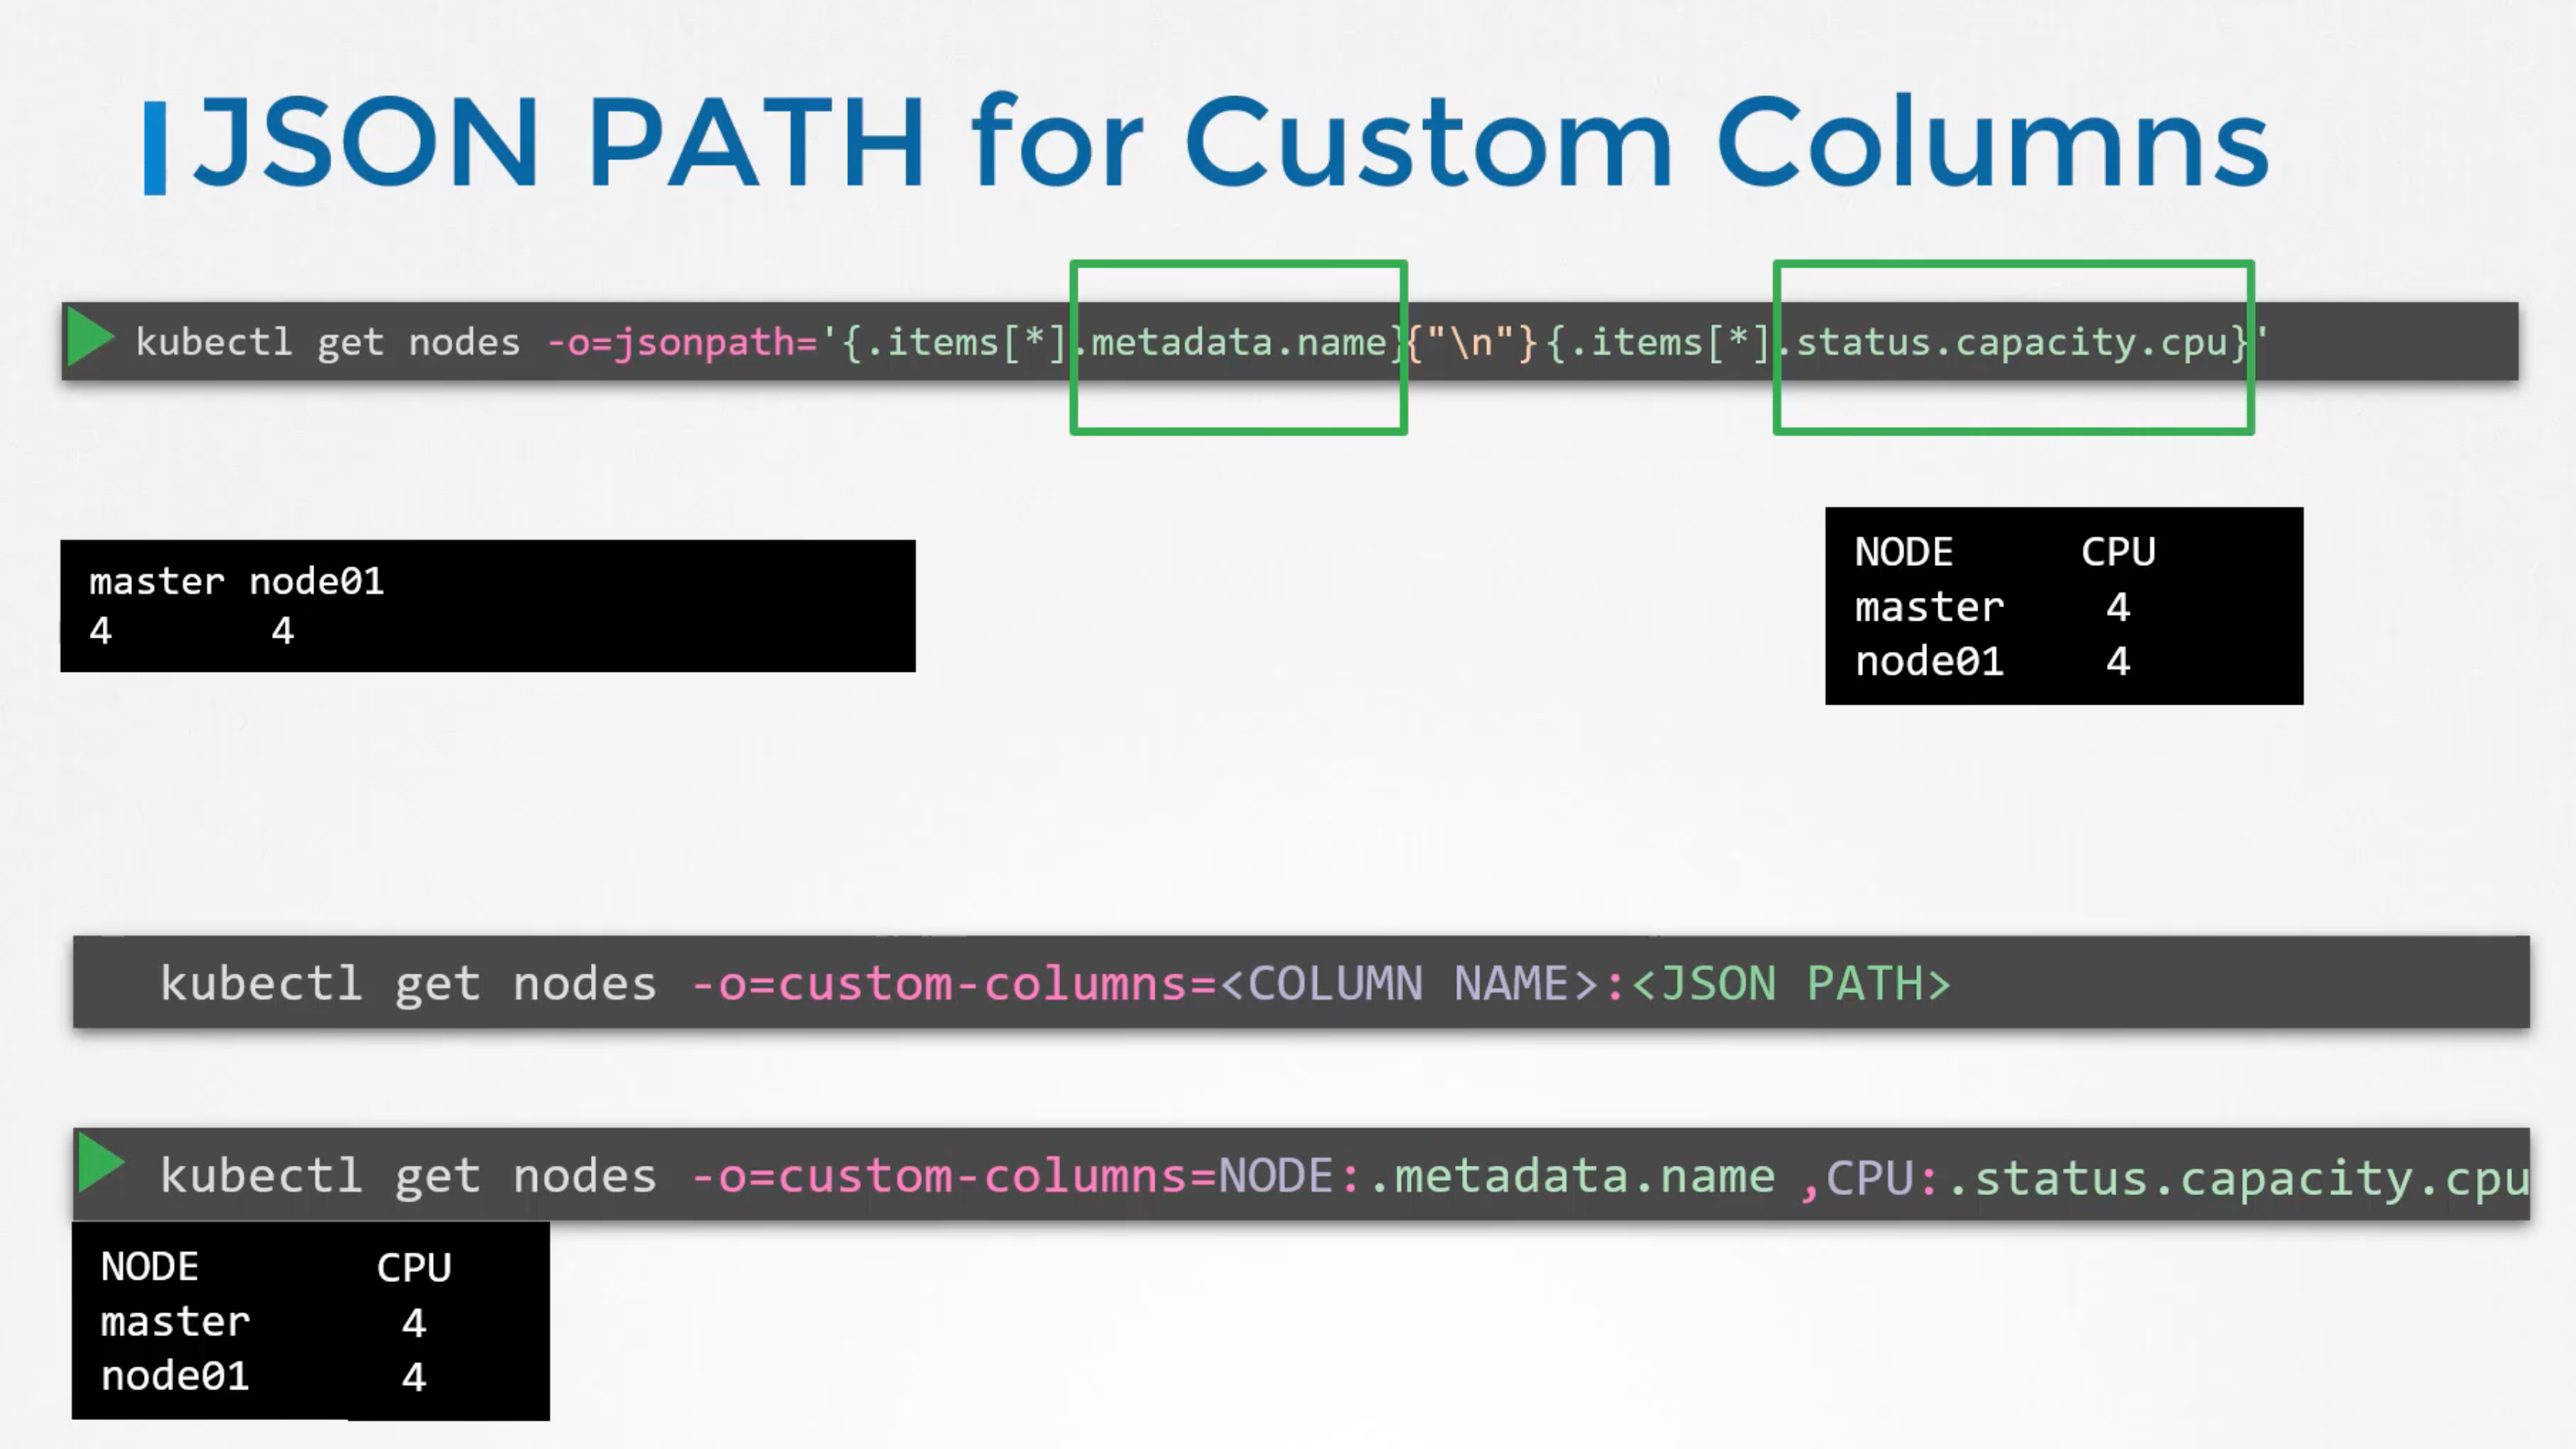 JSON PATH for Custom Columns
kubectl get nodes -o=jsonpath='{.items[*].metadata.name}{"\n"}{.items[*].status.capacity.cpu}'
master node01
4 4
NODE CPU
master 4
node01 4
kubectl get nodes -o=custom-columns=<COLUMN NAME>:<JSON PATH>
kubectl get nodes -o=custom-columns=NODE:.metadata.name ,CPU:.status.capacity.cpu
NODE CPU
master 4
node01 4